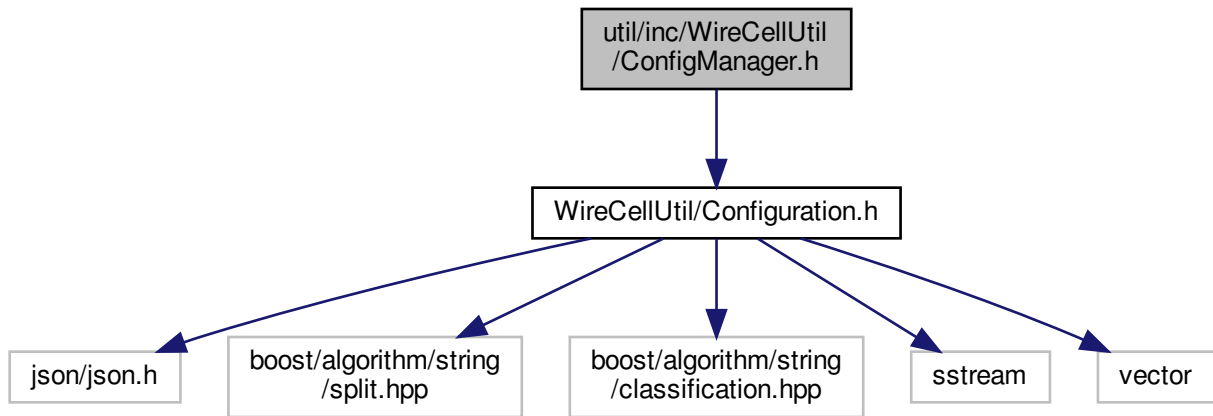 util/inc/WireCellUtil
/ConfigManager.h
WireCellUtil/Configuration.h
json/json.h
boost/algorithm/string
/split.hpp
boost/algorithm/string
/classification.hpp
sstream
vector